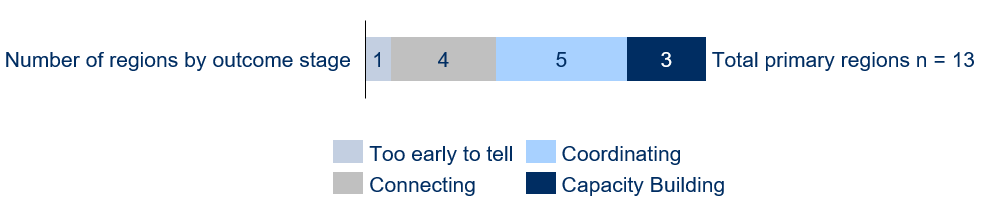 Number of regions by outcome stage 1 4 5 3 Total primary regions n = 13
Too early to tell Coordinating
Connecting Capacity Building